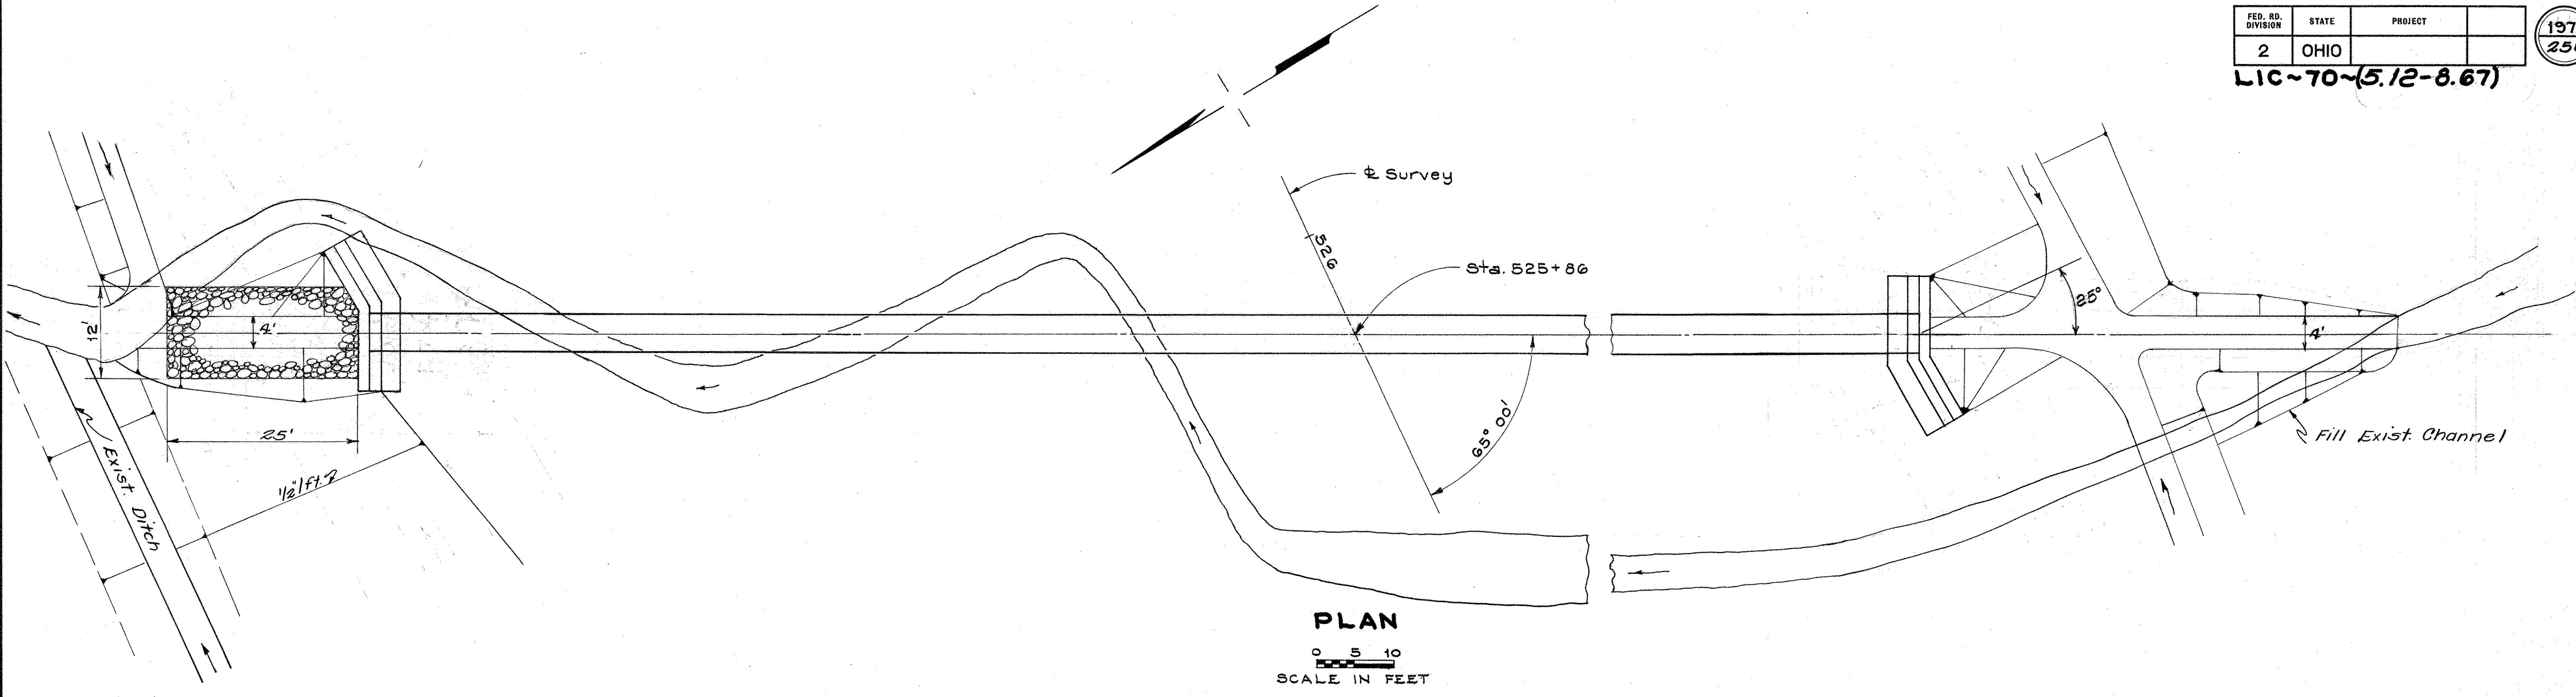 FED. RD. DIVISION STATE PROJECT
2 OHIO
LIC~70~(5.12-8.67)
℄ Survey
526
Sta. 525+86
25°
12'
4'
4'
65° 00'
25'
1/2"/ft.
Exist. Ditch
Fill Exist. Channel
PLAN
0 5 10
SCALE IN FEET